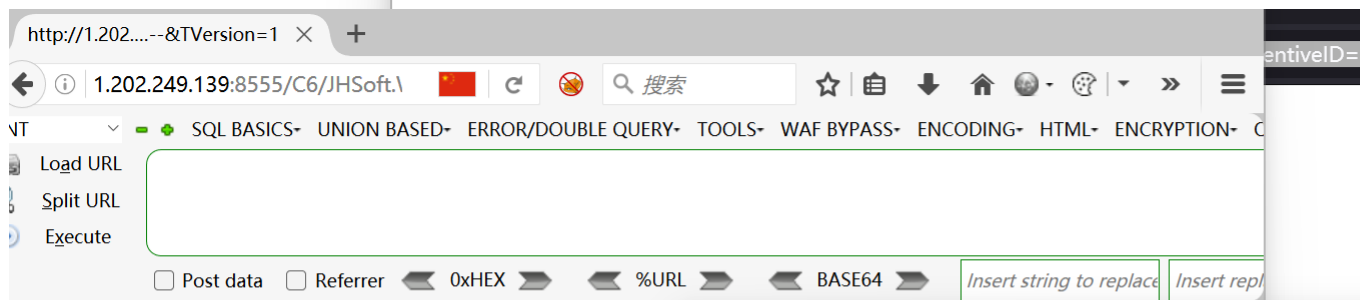 http://1.202....--&TVersion=1
entiveID=
1.202.249.139:8555/C6/JHSoft.\
搜索
NT
SQL BASICS UNION BASED ERROR/DOUBLE QUERY TOOLS WAF BYPASS ENCODING HTML ENCRYPTION
Load URL
Split URL
Execute
Post data Referrer 0xHEX %URL BASE64 Insert string to replace Insert repl